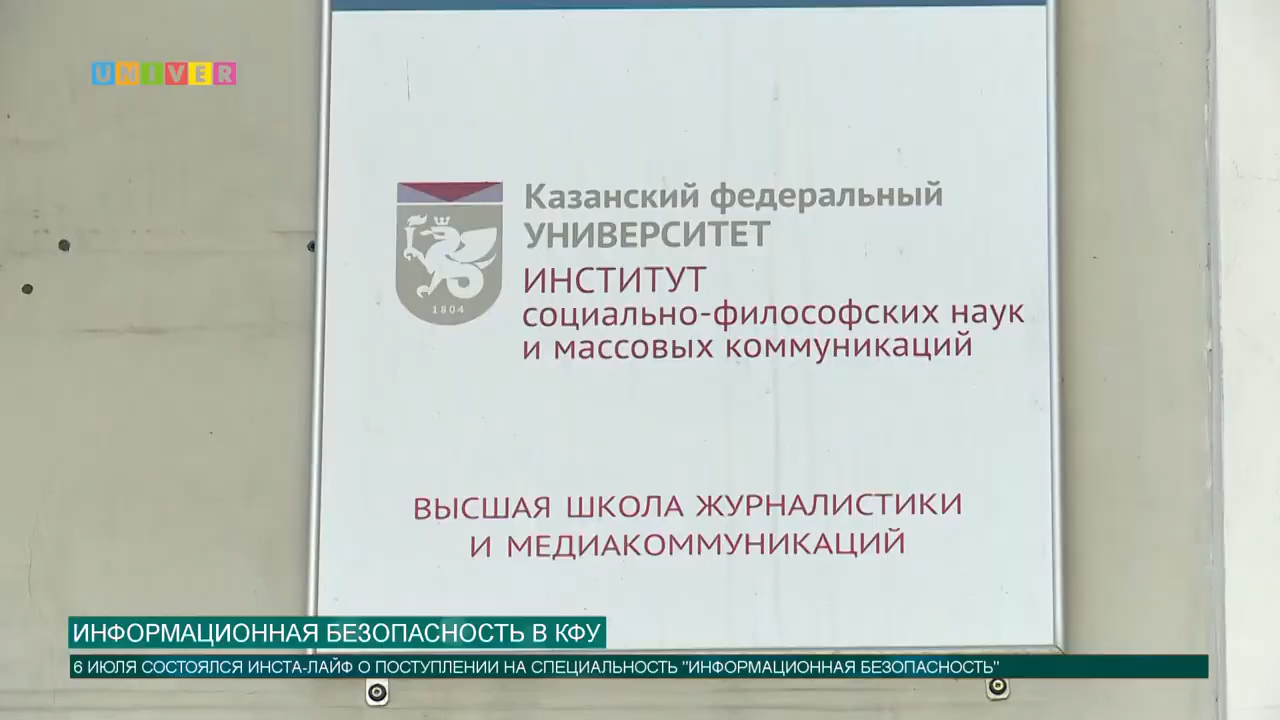 UNIVER
Казанский федеральный
УНИВЕРСИТЕТ
ИНСТИТУТ
социально-философских наук
и массовых коммуникаций
1804
ВЫСШАЯ ШКОЛА ЖУРНАЛИСТИКИ
И МЕДИАКОММУНИКАЦИЙ
ИНФОРМАЦИОННАЯ БЕЗОПАСНОСТЬ В КФУ
6 ИЮЛЯ СОСТОЯЛСЯ ИНСТА-ЛАЙФ О ПОСТУПЛЕНИИ НА СПЕЦИАЛЬНОСТЬ "ИНФОРМАЦИОННАЯ БЕЗОПАСНОСТЬ"